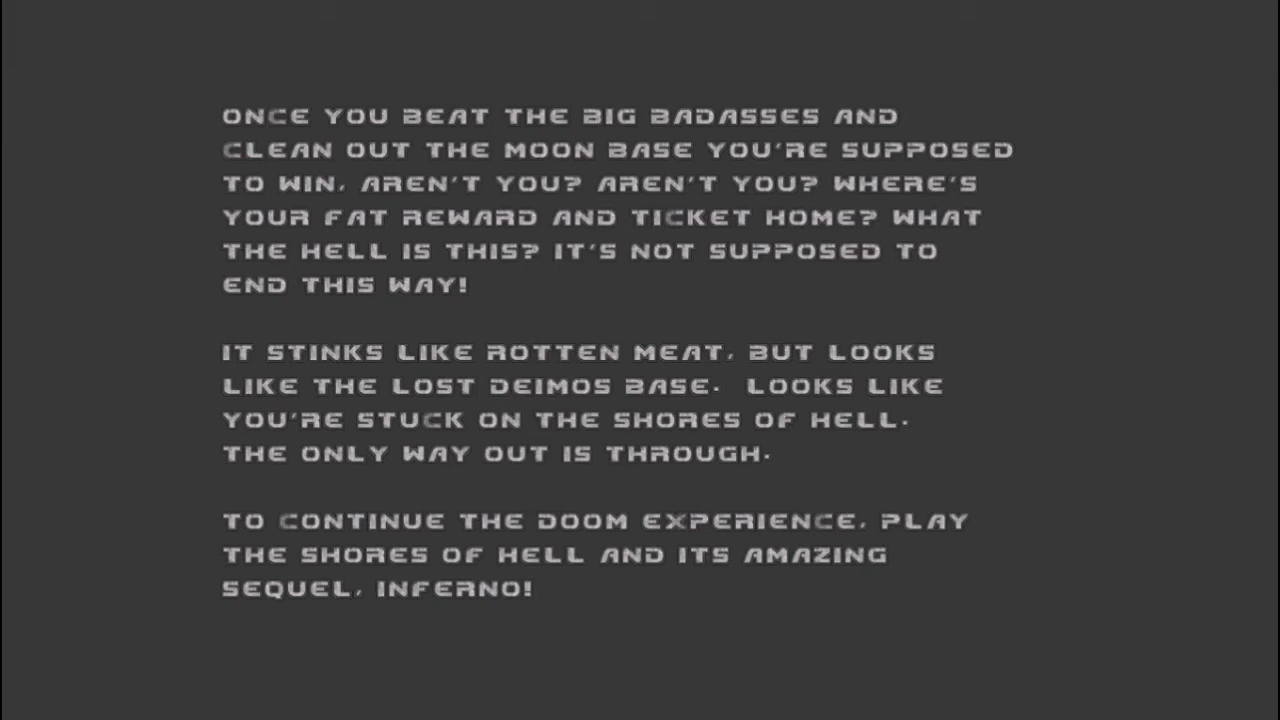 ONCE YOU BEAT THE BIG BADASSES AND
CLEAN OUT THE MOON BASE YOU'RE SUPPOSED
TO WIN, AREN'T YOU? AREN'T YOU? WHERE'S
YOUR FAT REWARD AND TICKET HOME? WHAT
THE HELL IS THIS? IT'S NOT SUPPOSED TO
END THIS WAY!
IT STINKS LIKE ROTTEN MEAT, BUT LOOKS
LIKE THE LOST DEIMOS BASE.  LOOKS LIKE
YOU'RE STUCK ON THE SHORES OF HELL.
THE ONLY WAY OUT IS THROUGH.
TO CONTINUE THE DOOM EXPERIENCE, PLAY
THE SHORES OF HELL AND ITS AMAZING
SEQUEL, INFERNO!